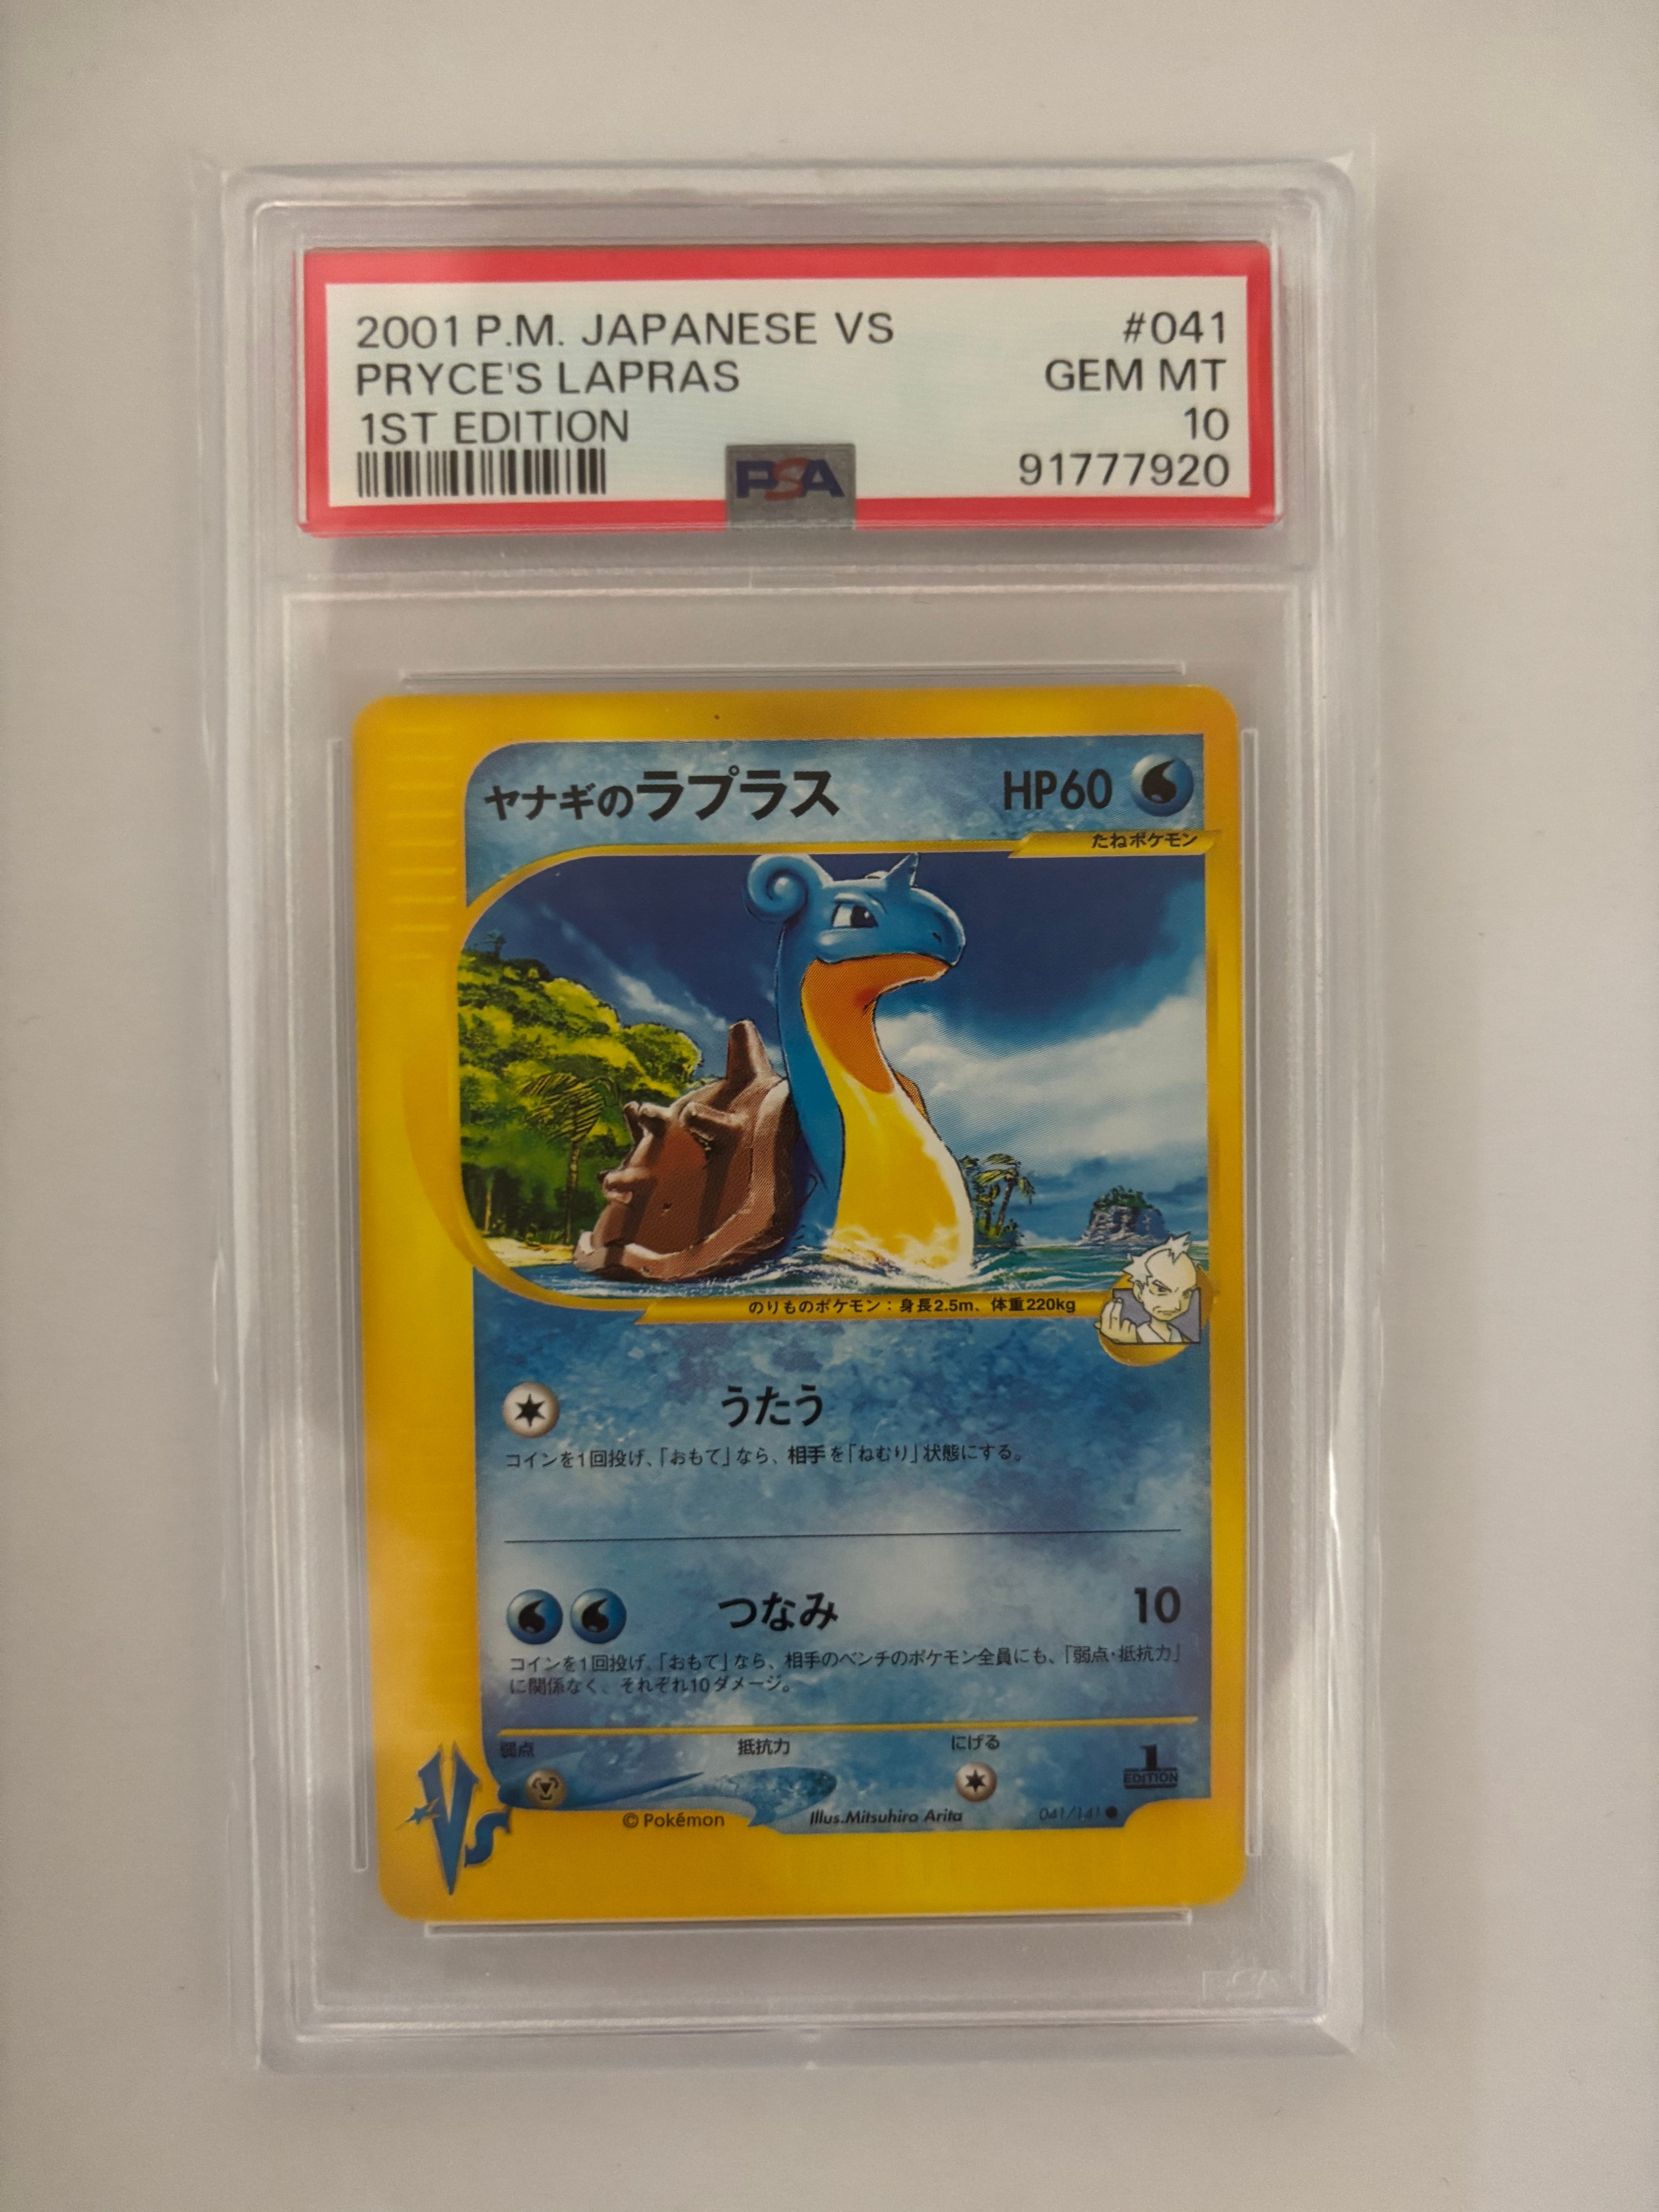 2001 P.M. JAPANESE VS #041
PRYCE'S LAPRAS GEM MT
1ST EDITION 10
PSA 91777920
ヤナギのラプラス HP60
たねポケモン
のりものポケモン：身長2.5m、体重220kg
うたう
コインを1回投げ、「おもて」なら、相手を「ねむり」状態にする。
つなみ 10
コインを1回投げ、「おもて」なら、相手のベンチのポケモン全員にも、「弱点・抵抗力」
に関係なく、それぞれ10ダメージ。
弱点 抵抗力 にげる
1
EDITION
VS
©Pokémon Illus.Mitsuhiro Arita 041/141●
PSA